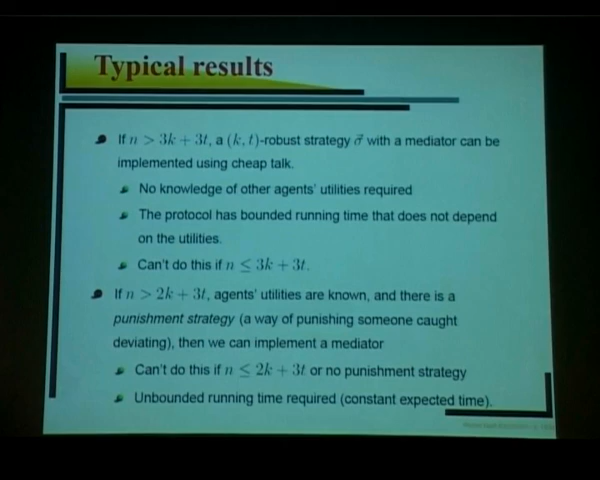 Typical results
If n > 3k + 3t, a (k, t)-robust strategy σ⃗ with a mediator can be
implemented using cheap talk.
No knowledge of other agents' utilities required
The protocol has bounded running time that does not depend
on the utilities.
Can't do this if n ≤ 3k + 3t.
If n > 2k + 3t, agents' utilities are known, and there is a
punishment strategy (a way of punishing someone caught
deviating), then we can implement a mediator
Can't do this if n ≤ 2k + 3t or no punishment strategy
Unbounded running time required (constant expected time).